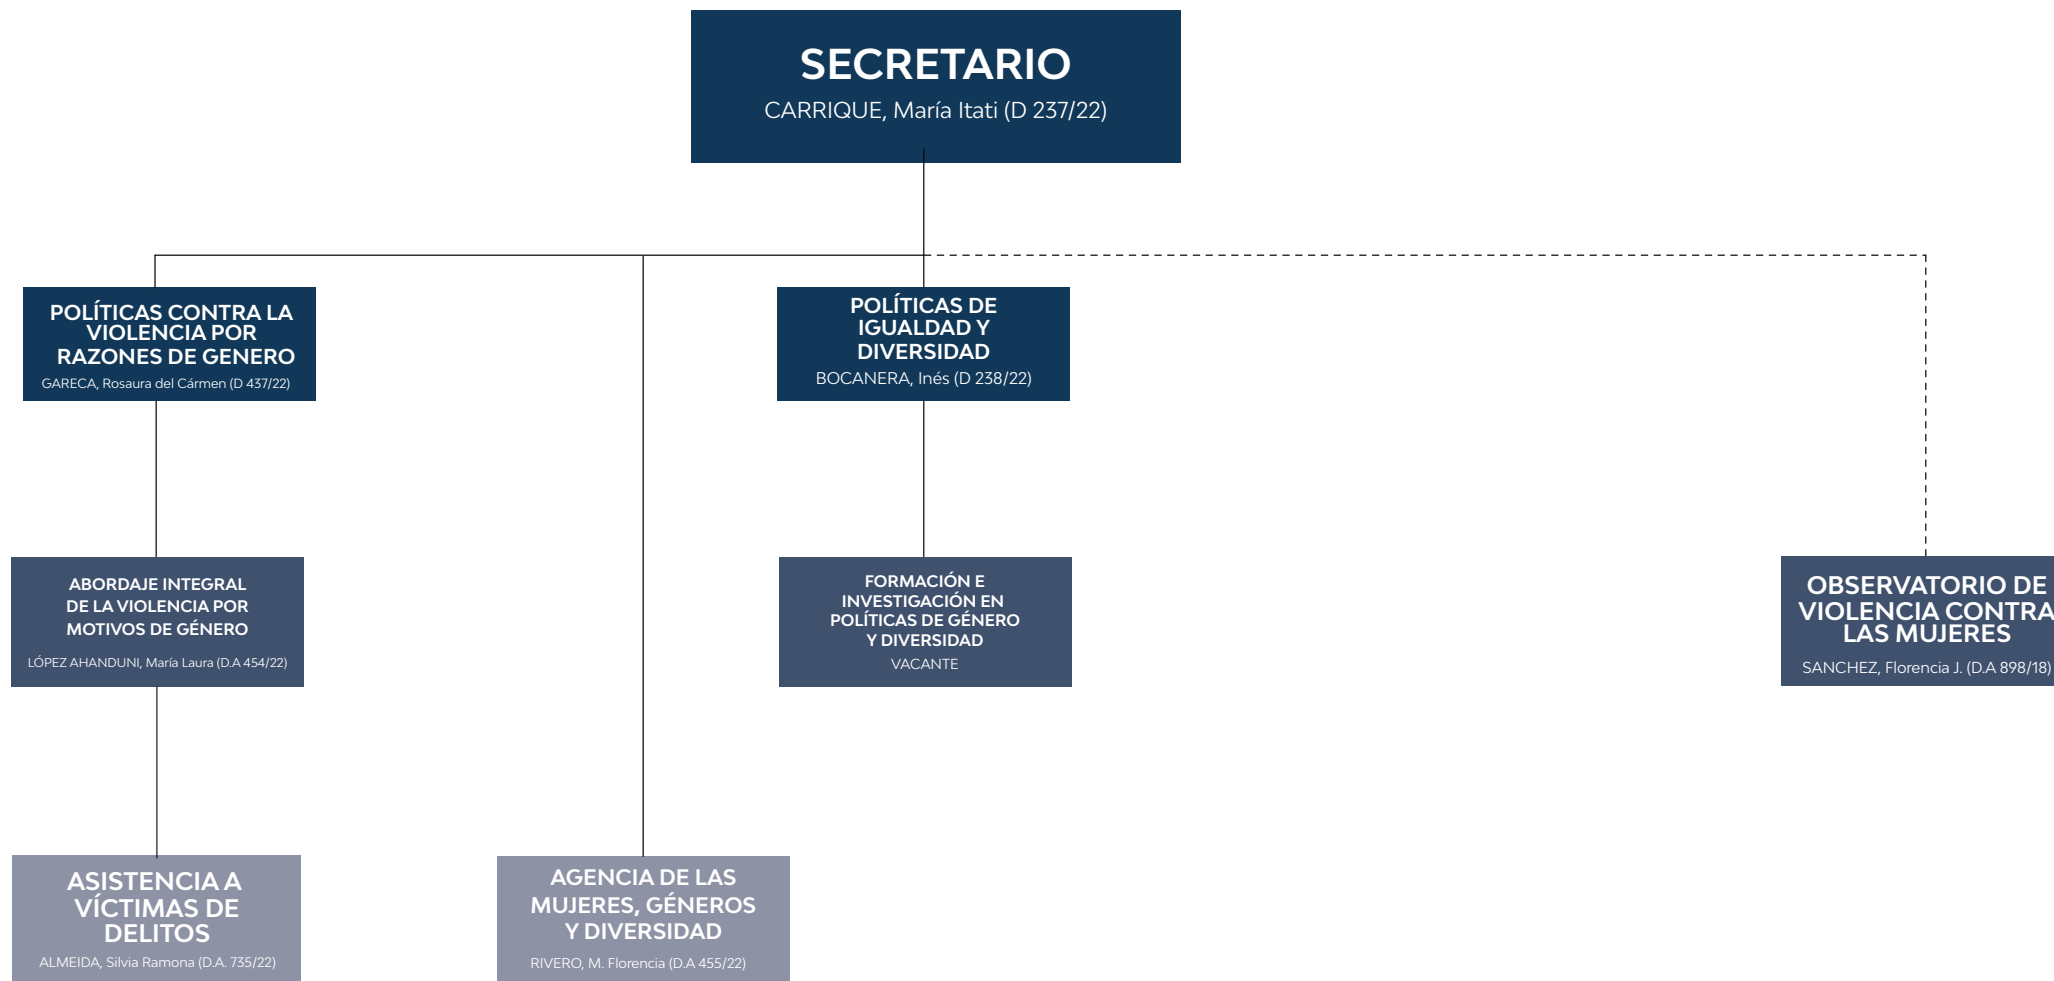 SECRETARIO
CARRIQUE, María Itati (D 237/22)
POLÍTICAS CONTRA LA
VIOLENCIA POR
RAZONES DE GENERO
GARECA, Rosaura del Cármen (D 437/22)
POLÍTICAS DE
IGUALDAD Y
DIVERSIDAD
BOCANERA, Inés (D 238/22)
ABORDAJE INTEGRAL
DE LA VIOLENCIA POR
MOTIVOS DE GÉNERO
LÓPEZ AHANDUNI, María Laura (D.A 454/22)
FORMACIÓN E
INVESTIGACIÓN EN
POLÍTICAS DE GÉNERO
Y DIVERSIDAD
VACANTE
OBSERVATORIO DE
VIOLENCIA CONTRA
LAS MUJERES
SANCHEZ, Florencia J. (D.A 898/18)
ASISTENCIA A
VÍCTIMAS DE
DELITOS
ALMEIDA, Silvia Ramona (D.A. 735/22)
AGENCIA DE LAS
MUJERES, GÉNEROS
Y DIVERSIDAD
RIVERO, M. Florencia (D.A 455/22)